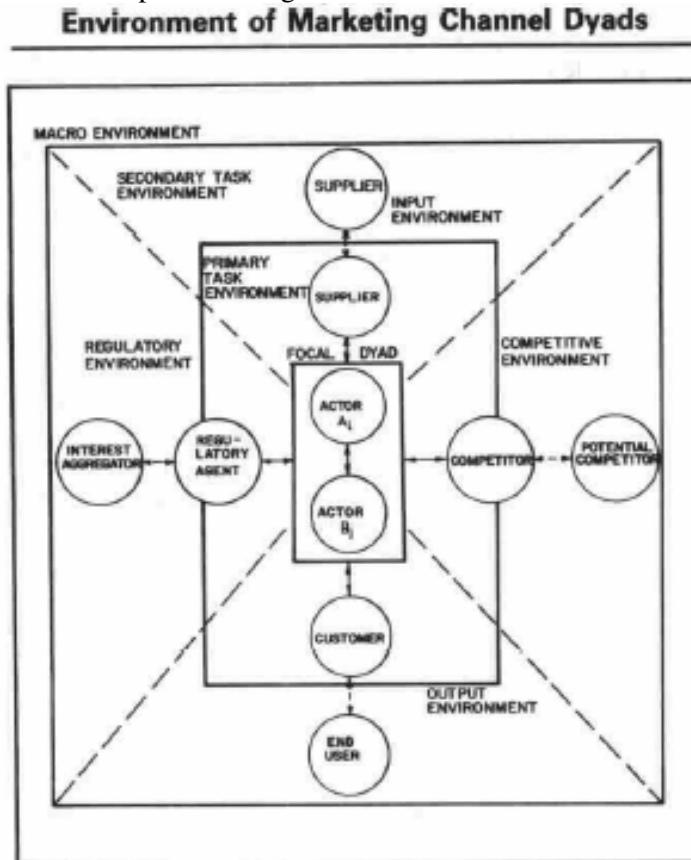 Environment of Marketing Channel Dyads
MACRO ENVIRONMENT
SECONDARY TASK
ENVIRONMENT
SUPPLIER
INPUT
ENVIRONMENT
PRIMARY
TASK
ENVIRONMENT
SUPPLIER
REGULATORY
ENVIRONMENT
FOCAL DYAD
COMPETITIVE
ENVIRONMENT
ACTOR
Ai
INTEREST
AGGREGATOR
REGU-
LATORY
AGENT
COMPETITOR
POTENTIAL
COMPETITOR
ACTOR
Bj
CUSTOMER
OUTPUT
ENVIRONMENT
END
USER